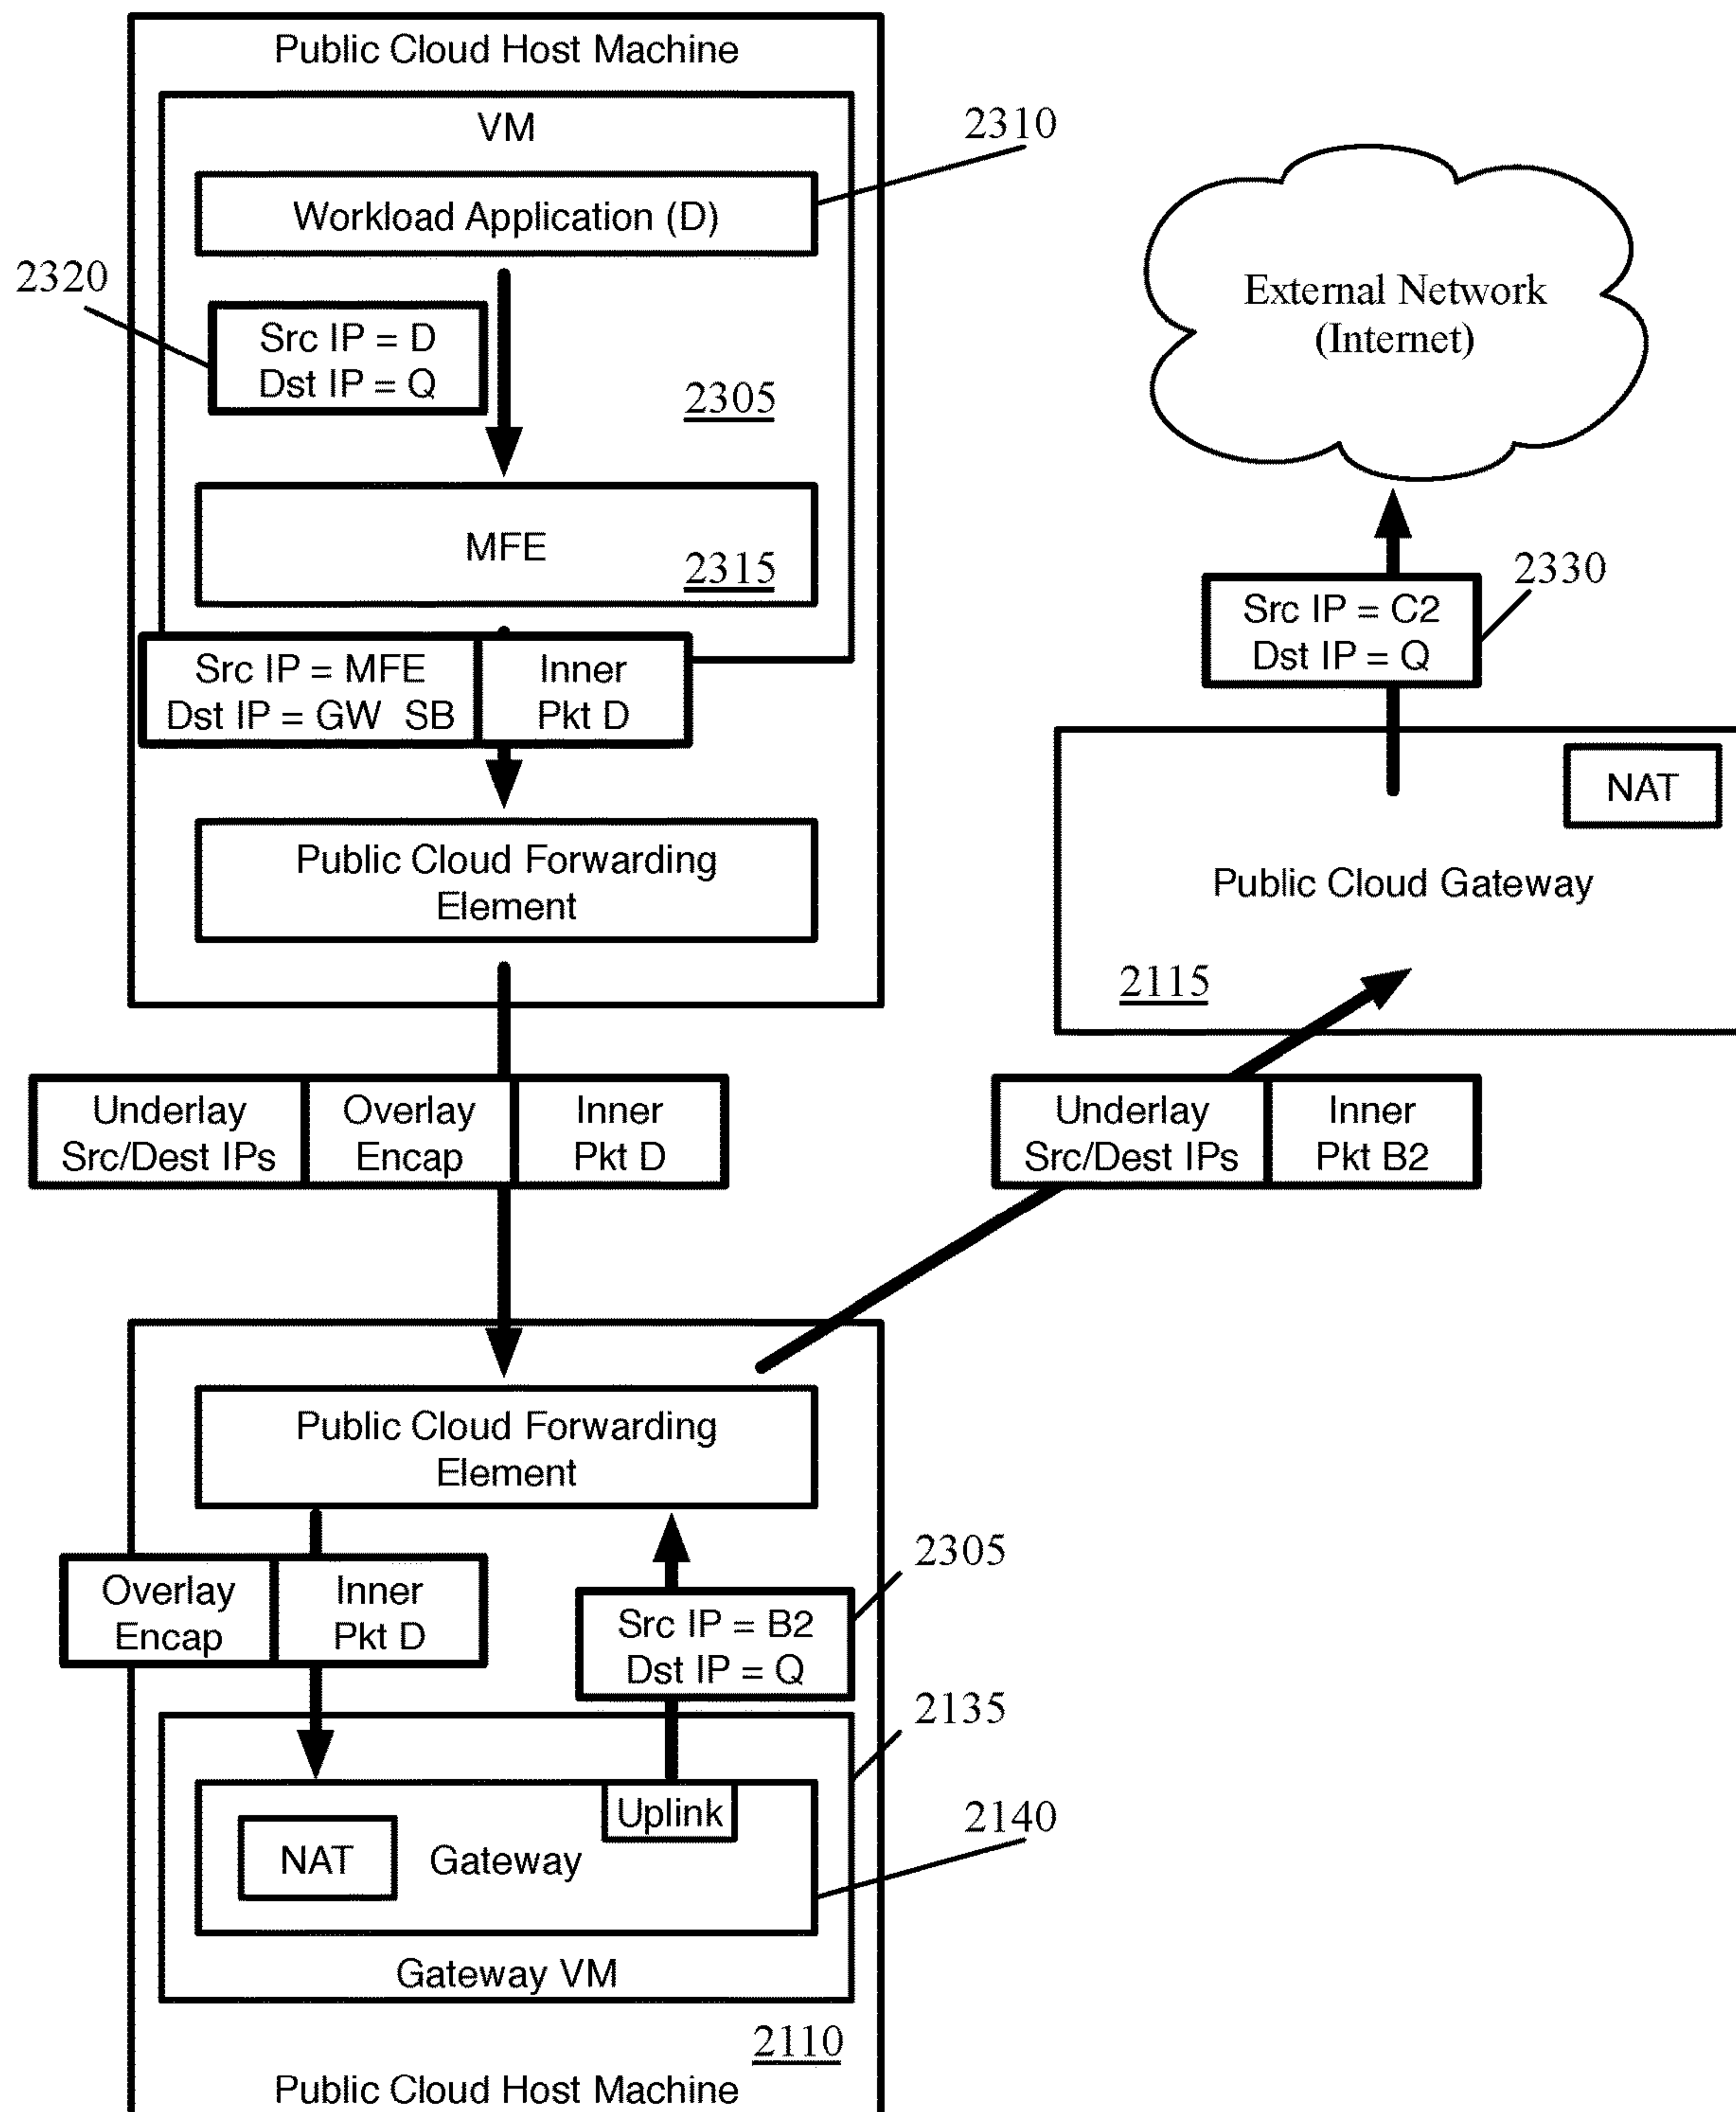 Public Cloud Host Machine
VM
2310
Workload Application (D)
2320
Src IP = D
Dst IP = Q
2305
MFE
2315
Src IP = MFE
Dst IP = GW SB
Inner
Pkt D
Public Cloud Forwarding
Element
External Network
(Internet)
2330
Src IP = C2
Dst IP = Q
NAT
Public Cloud Gateway
2115
Underlay
Src/Dest IPs
Overlay
Encap
Inner
Pkt D
Underlay
Src/Dest IPs
Inner
Pkt B2
Public Cloud Forwarding
Element
Overlay
Encap
Inner
Pkt D
2305
Src IP = B2
Dst IP = Q
2135
Uplink
2140
NAT
Gateway
Gateway VM
2110
Public Cloud Host Machine